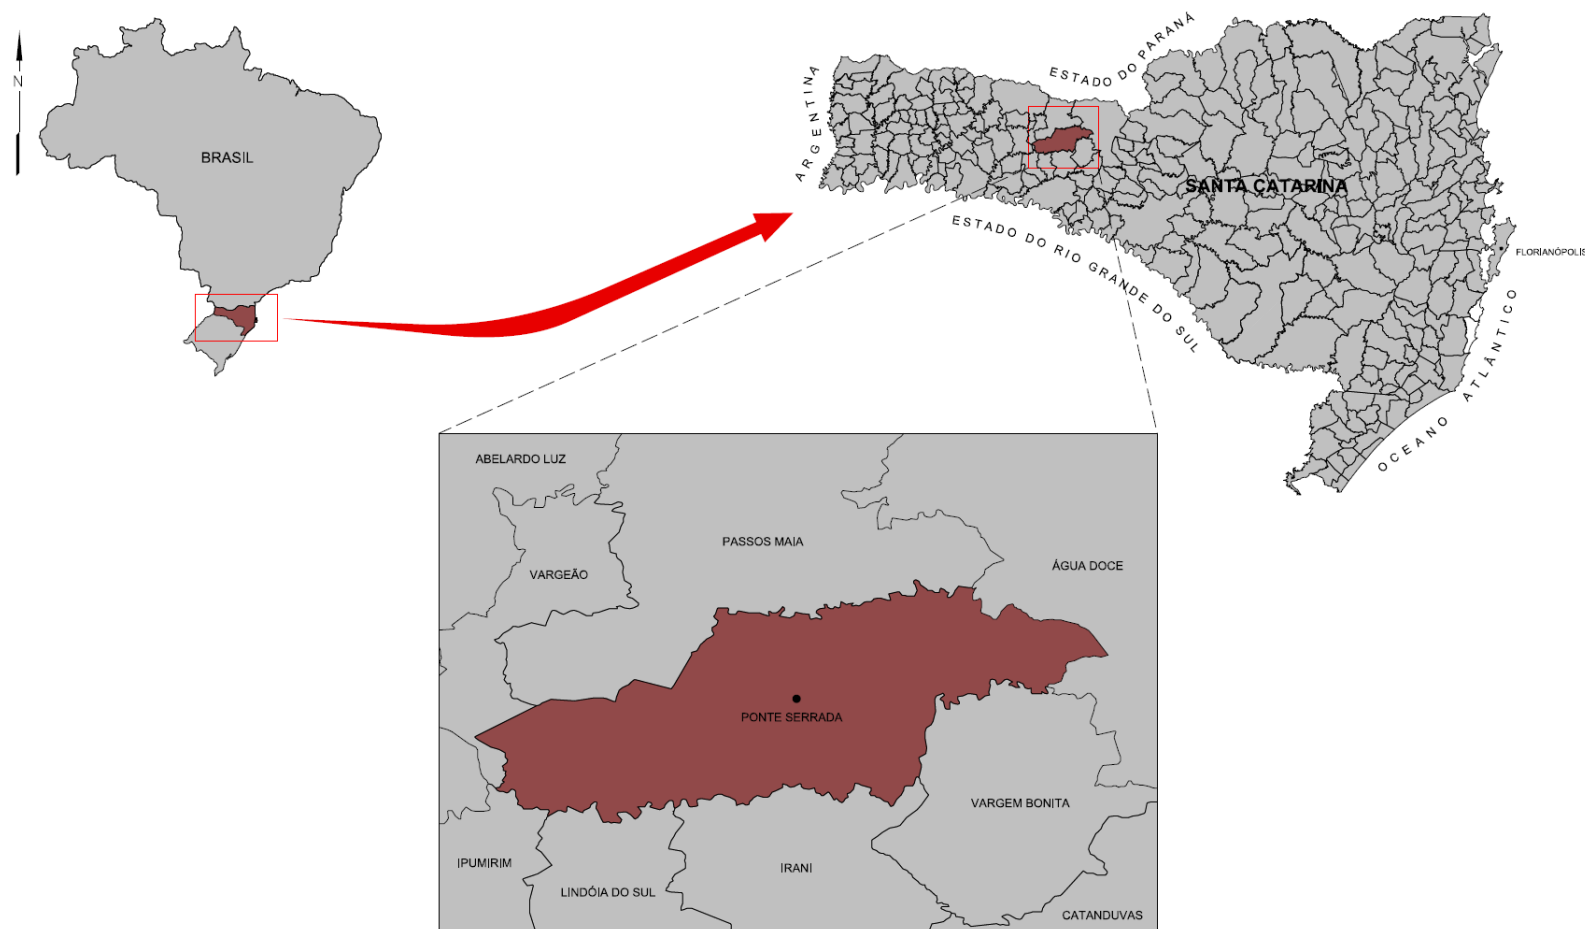 N
BRASIL
ARGENTINA
ESTADO DO PARANÁ
SANTA CATARINA
ESTADO DO RIO GRANDE DO SUL
FLORIANÓPOLIS
OCEANO ATLÂNTICO
ABELARDO LUZ
PASSOS MAIA
VARGEÃO
ÁGUA DOCE
PONTE SERRADA
VARGEM BONITA
IPUMIRIM
IRANI
LINDÓIA DO SUL
CATANDUVAS